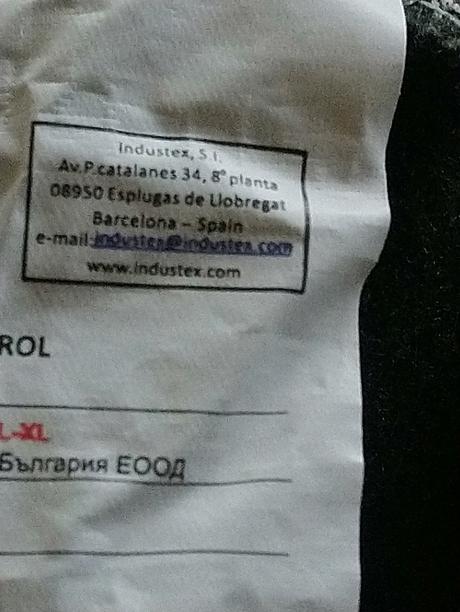 Industex, S.l.
Av.P.catalanes 34, 8º planta
08950 Esplugas de Llobregat
Barcelona – Spain
e-mail:industex@industex.com
www.industex.com
ROL
L-XL
България ЕООД